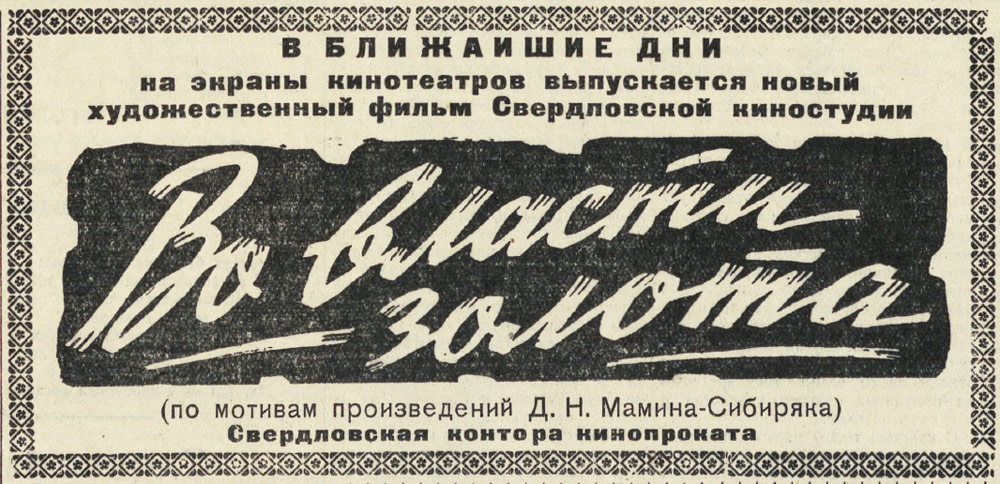 В БЛИЖАИШИЕ ДНИ
на экраны кинотеатров выпускается новый
художественный фильм Свердловской киностудии
Во власти
золота
(по мотивам произведений Д. Н. Мамина-Сибиряка)
Свердловская контора кинопроката